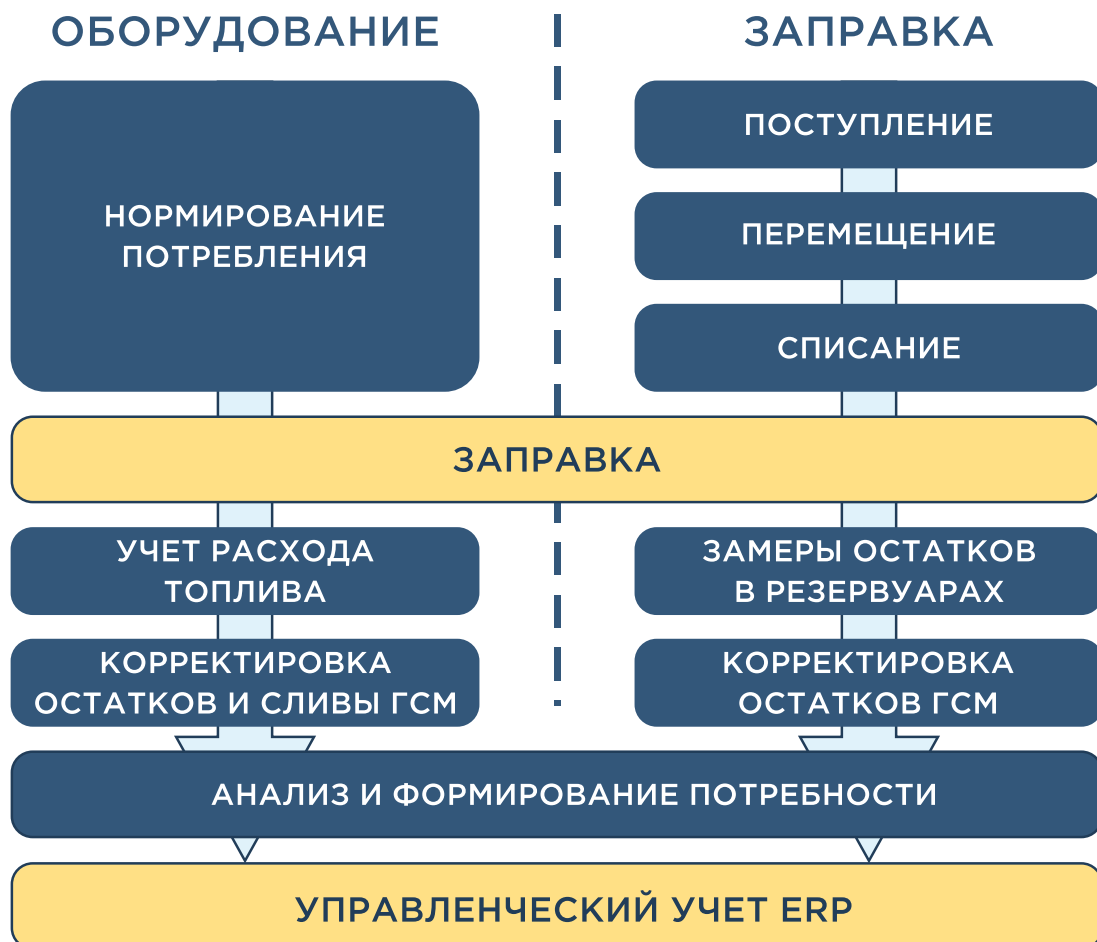 ОБОРУДОВАНИЕ
ЗАПРАВКА
НОРМИРОВАНИЕ
ПОТРЕБЛЕНИЯ
ПОСТУПЛЕНИЕ
ПЕРЕМЕЩЕНИЕ
СПИСАНИЕ
ЗАПРАВКА
УЧЕТ РАСХОДА
ТОПЛИВА
ЗАМЕРЫ ОСТАТКОВ
В РЕЗЕРВУАРАХ
КОРРЕКТИРОВКА
ОСТАТКОВ И СЛИВЫ ГСМ
КОРРЕКТИРОВКА
ОСТАТКОВ ГСМ
АНАЛИЗ И ФОРМИРОВАНИЕ ПОТРЕБНОСТИ
УПРАВЛЕНЧЕСКИЙ УЧЕТ ERP